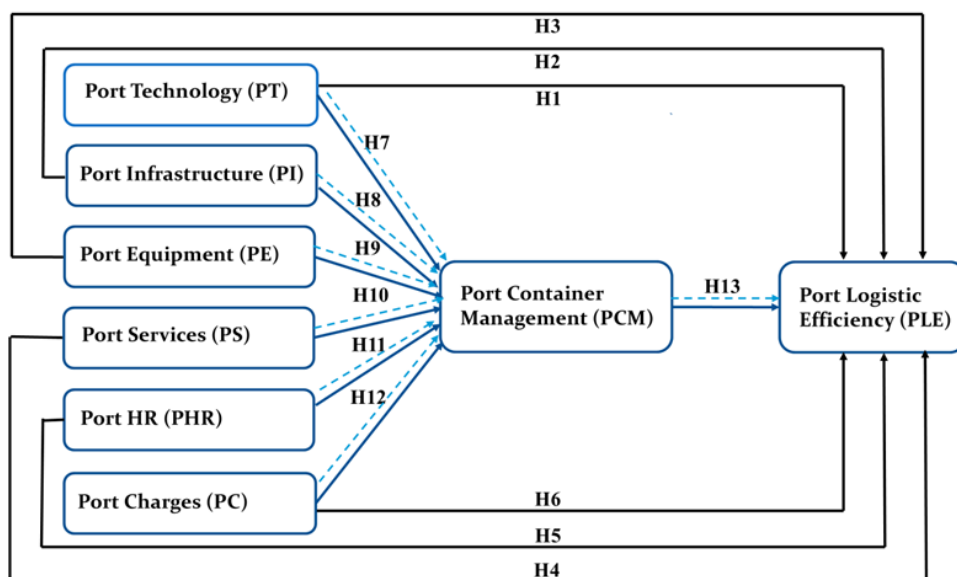 H3
H2
H1
Port Technology (PT)
H7
Port Infrastructure (PI)
H8
Port Equipment (PE)
H9
H10
Port Container
Management (PCM)
H13
Port Logistic
Efficiency (PLE)
Port Services (PS)
H11
H12
Port HR (PHR)
Port Charges (PC)
H6
H5
H4